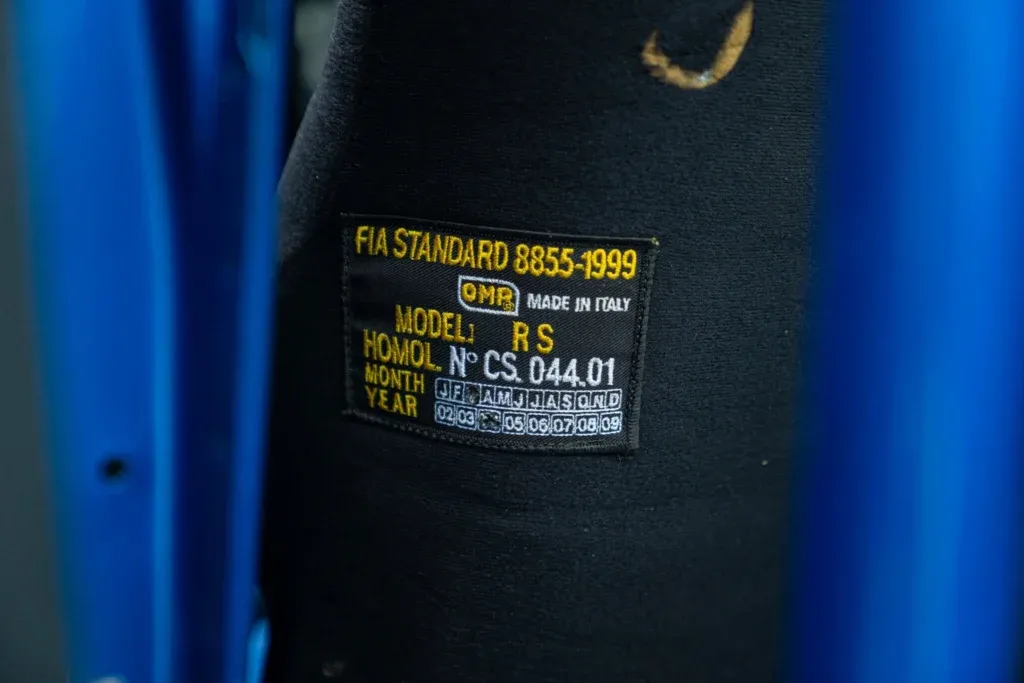 FIA STANDARD 8855-1999
OMP MADE IN ITALY
MODEL: RS
HOMOL. N° CS. 044.01
MONTH J F A M J J A S O N D
YEAR 02 03 05 06 07 08 09